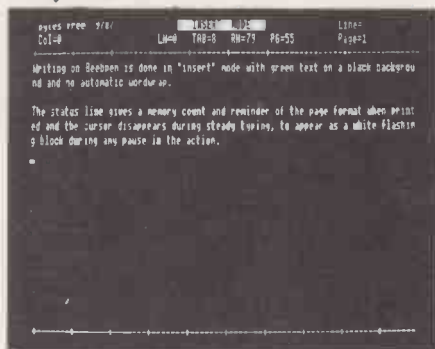 Bytes Free 9787 INSERT MODE Line=
Col=0 LM=0 TAB=8 RM=79 PG=55 Page=1
Writing on Beebpen is done in "insert" mode with green text on a black backgrou
nd and no automatic wordwrap.
The status line gives a memory count and reminder of the page format when print
ed and the cursor disappears during steady typing, to appear as a white flashin
g block during any pause in the action.